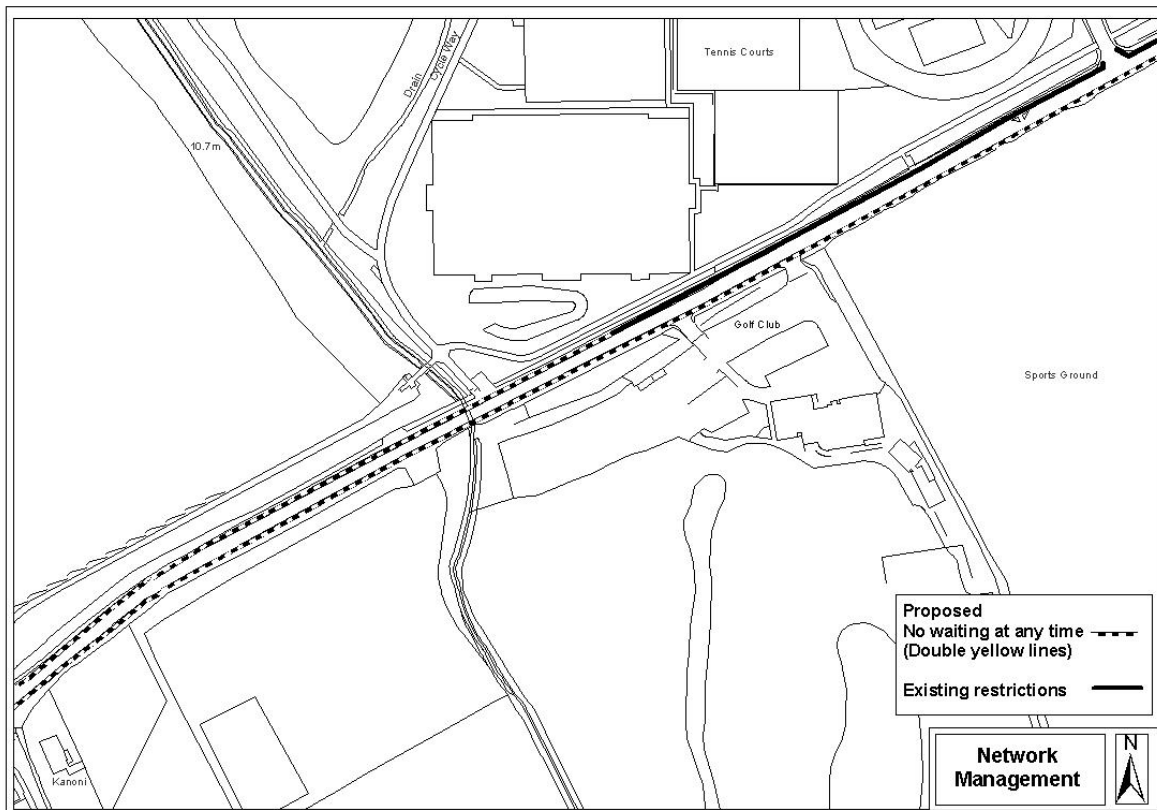 Tennis Courts
Drain
Cycle Way
10.7m
Golf Club
Sports Ground
Proposed
No waiting at any time
(Double yellow lines)
Existing restrictions
Network
Management
N
Kanoni